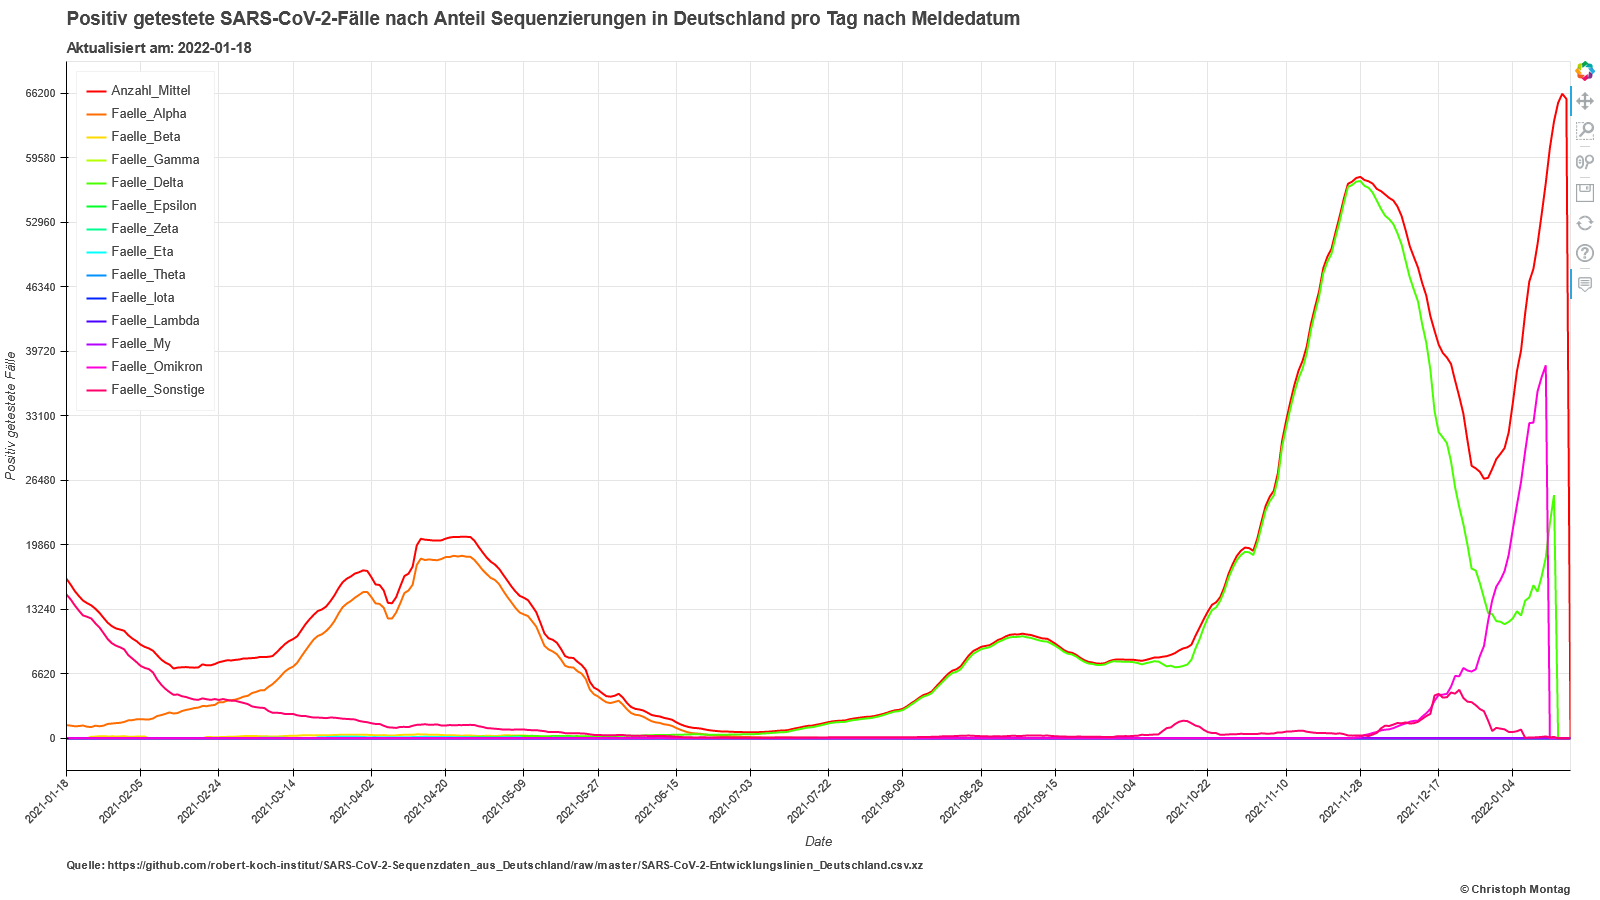 Positiv getestete SARS-CoV-2-Fälle nach Anteil Sequenzierungen in Deutschland pro Tag nach Meldedatum
Aktualisiert am: 2022-01-18
Anzahl_Mittel
Faelle_Alpha
Faelle_Beta
Faelle_Gamma
Faelle_Delta
Faelle_Epsilon
Faelle_Zeta
Faelle_Eta
Faelle_Theta
Faelle_Iota
Faelle_Lambda
Faelle_My
Faelle_Omikron
Faelle_Sonstige
Positiv getestete Fälle
66200
59580
52960
46340
39720
33100
26480
19860
13240
6620
0
2021-01-18
2021-02-05
2021-02-24
2021-03-14
2021-04-02
2021-04-20
2021-05-09
2021-05-27
2021-06-15
2021-07-03
2021-07-22
2021-08-09
2021-08-28
2021-09-15
2021-10-04
2021-10-22
2021-11-10
2021-11-28
2021-12-17
2022-01-04
Date
Quelle: https://github.com/robert-koch-institut/SARS-CoV-2-Sequenzdaten_aus_Deutschland/raw/master/SARS-CoV-2-Entwicklungslinien_Deutschland.csv.xz
© Christoph Montag